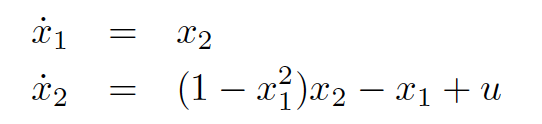 ẋ₁ = x₂
ẋ₂ = (1 − x₁²)x₂ − x₁ + u